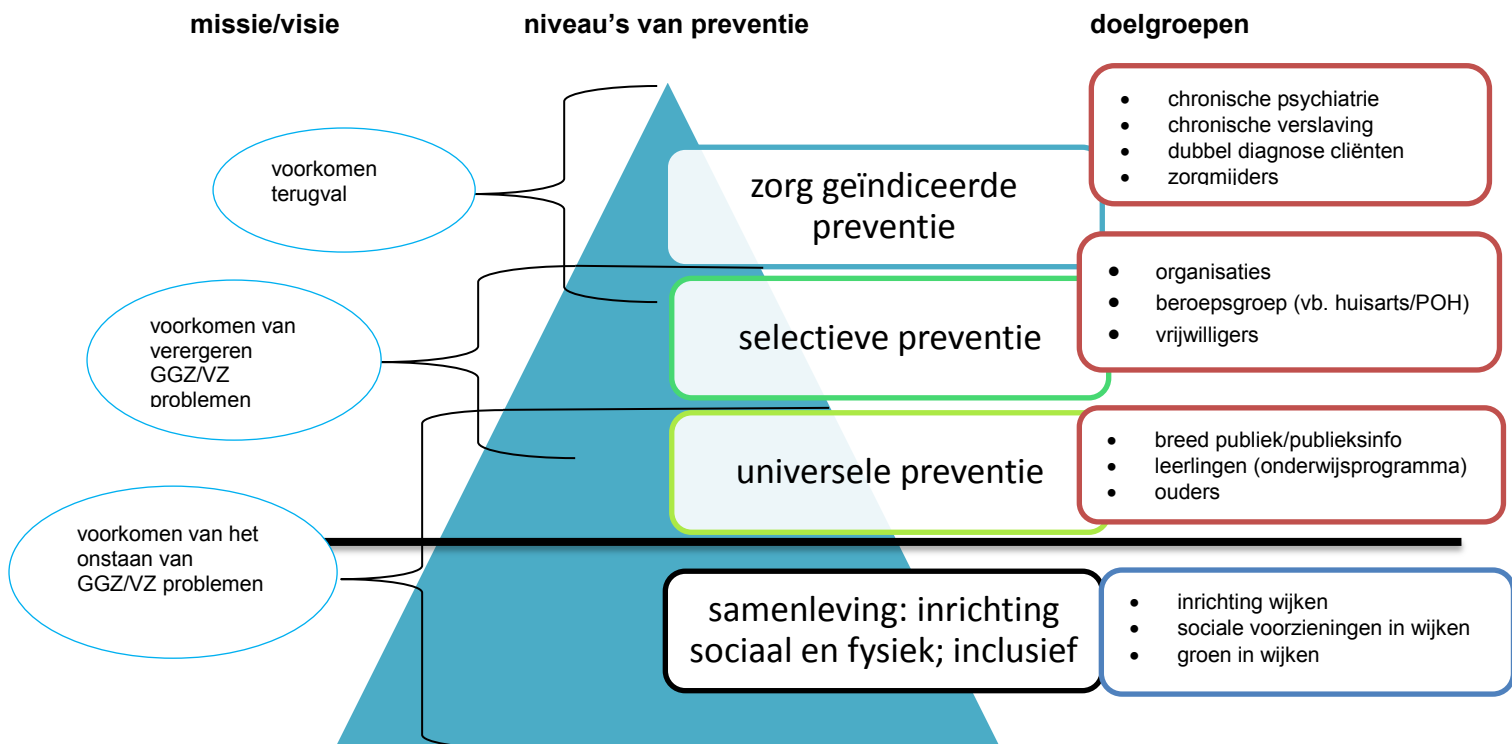 missie/visie
niveau's van preventie
doelgroepen
voorkomen
terugval
zorg geïndiceerde
preventie
• chronische psychiatrie
• chronische verslaving
• dubbel diagnose cliënten
• zorgmijders
voorkomen van
verergeren
GGZ/VZ
problemen
selectieve preventie
• organisaties
• beroepsgroep (vb. huisarts/POH)
• vrijwilligers
universele preventie
• breed publiek/publieksinfo
• leerlingen (onderwijsprogramma)
• ouders
voorkomen van het
onstaan van
GGZ/VZ problemen
samenleving: inrichting
sociaal en fysiek; inclusief
• inrichting wijken
• sociale voorzieningen in wijken
• groen in wijken